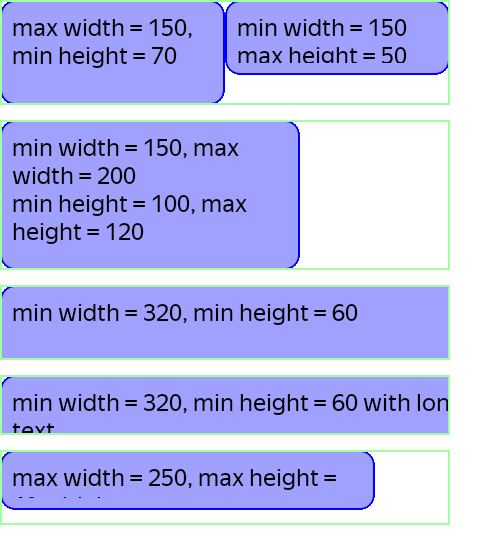 max width = 150,
min height = 70
min width = 150
max height = 50
min width = 150, max
width = 200
min height = 100, max
height = 120
min width = 320, min height = 60
min width = 320, min height = 60 with lon
text
max width = 250, max height =